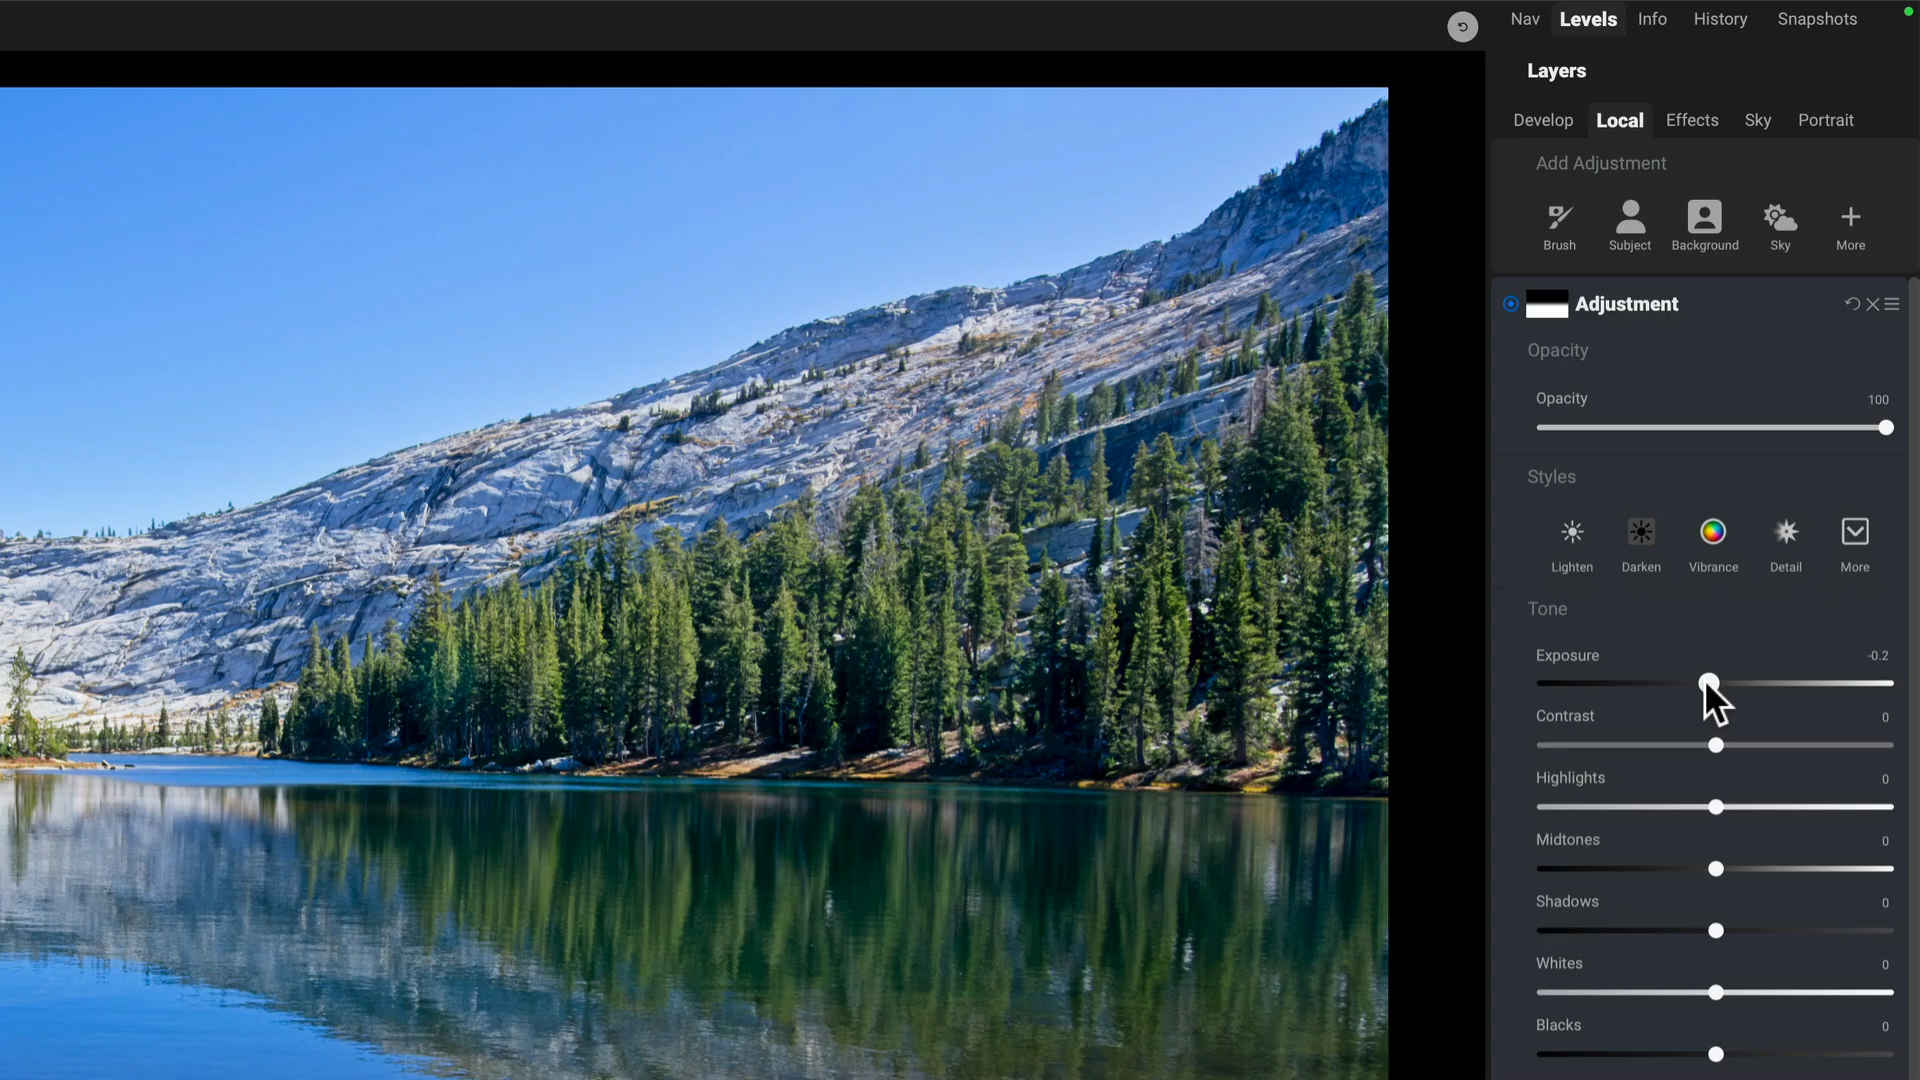 Nav Levels Info History Snapshots
Layers
Develop Local Effects Sky Portrait
Add Adjustment
Brush Subject Background Sky More
Adjustment
Opacity
Opacity 100
Styles
Lighten Darken Vibrance Detail More
Tone
Exposure -0.2
Contrast 0
Highlights 0
Midtones 0
Shadows 0
Whites 0
Blacks 0